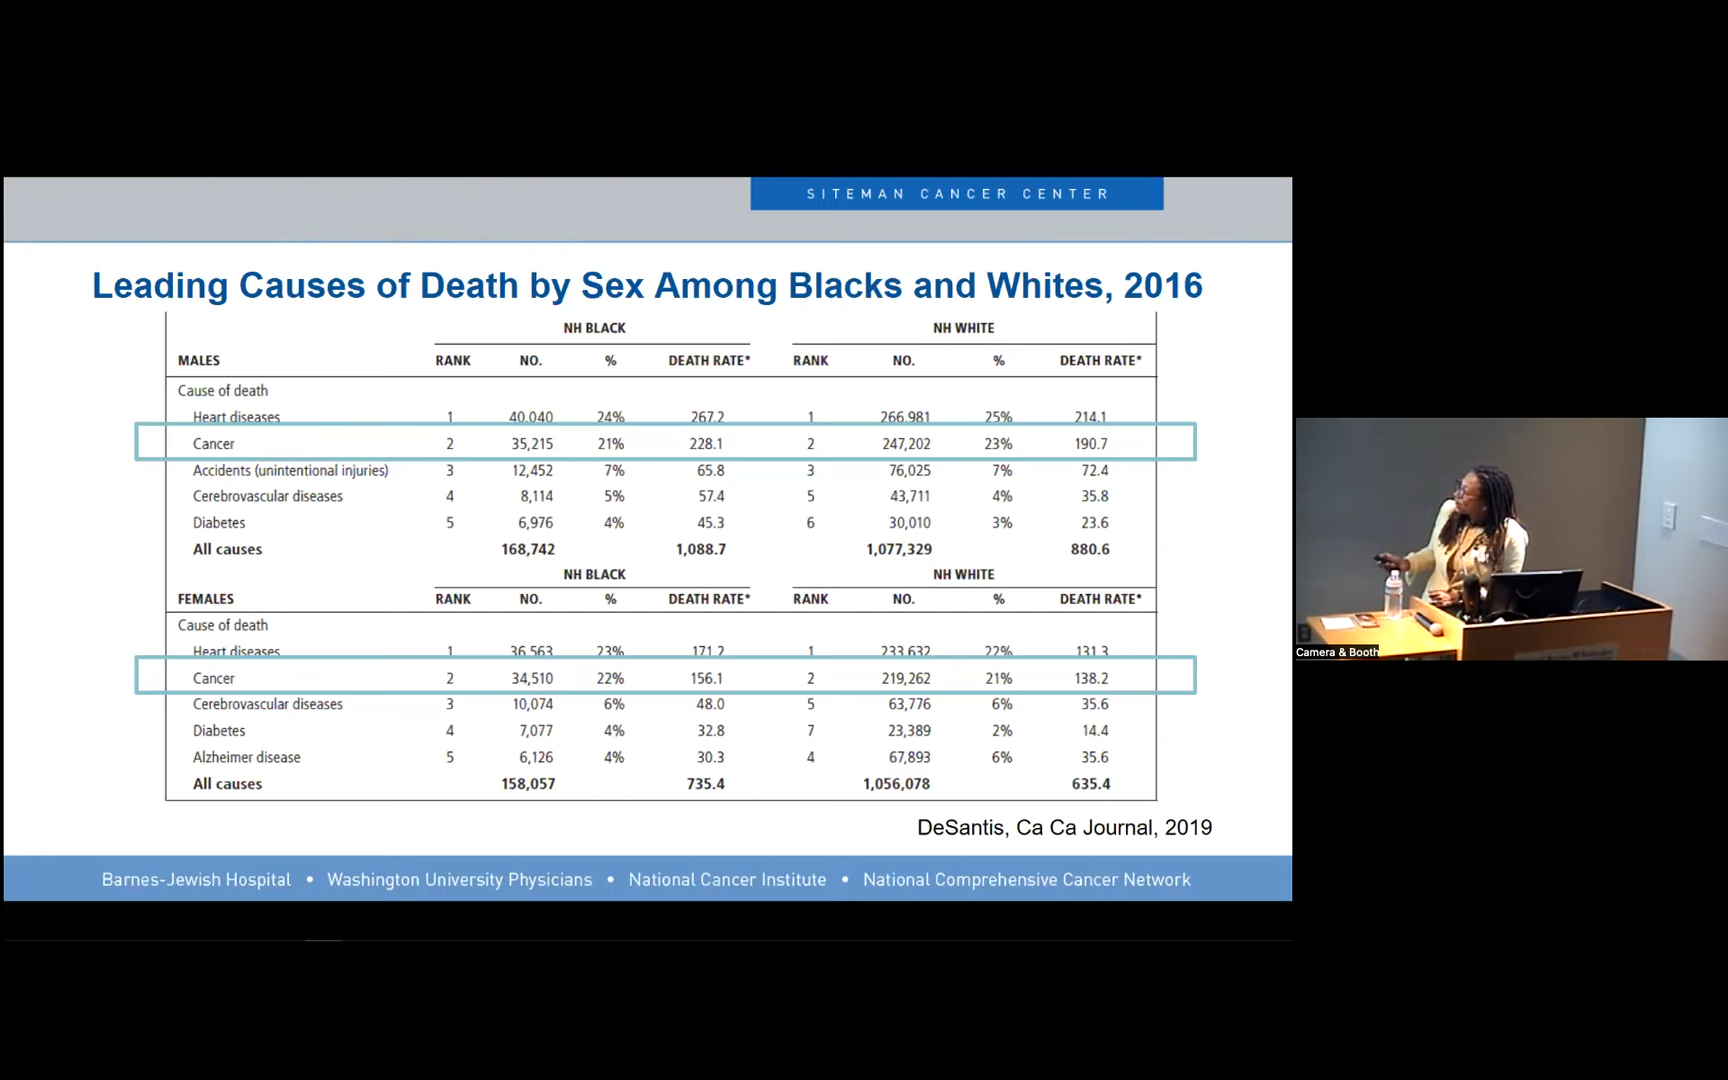 SITEMAN CANCER CENTER
Leading Causes of Death by Sex Among Blacks and Whites, 2016
NH BLACK NH WHITE
MALES RANK NO. % DEATH RATE* RANK NO. % DEATH RATE*
Cause of death
Heart diseases 1 40,040 24% 267.2 1 266,981 25% 214.1
Cancer 2 35,215 21% 228.1 2 247,202 23% 190.7
Accidents (unintentional injuries) 3 12,452 7% 65.8 3 76,025 7% 72.4
Cerebrovascular diseases 4 8,114 5% 57.4 5 43,711 4% 35.8
Diabetes 5 6,976 4% 45.3 6 30,010 3% 23.6
All causes 168,742 1,088.7 1,077,329 880.6
NH BLACK NH WHITE
FEMALES RANK NO. % DEATH RATE* RANK NO. % DEATH RATE*
Cause of death
Heart diseases 1 36,563 23% 171.2 1 233,632 22% 131.3
Cancer 2 34,510 22% 156.1 2 219,262 21% 138.2
Cerebrovascular diseases 3 10,074 6% 48.0 5 63,776 6% 35.6
Diabetes 4 7,077 4% 32.8 7 23,389 2% 14.4
Alzheimer disease 5 6,126 4% 30.3 4 67,893 6% 35.6
All causes 158,057 735.4 1,056,078 635.4
DeSantis, Ca Ca Journal, 2019
Barnes-Jewish Hospital • Washington University Physicians • National Cancer Institute • National Comprehensive Cancer Network
Camera & Booth